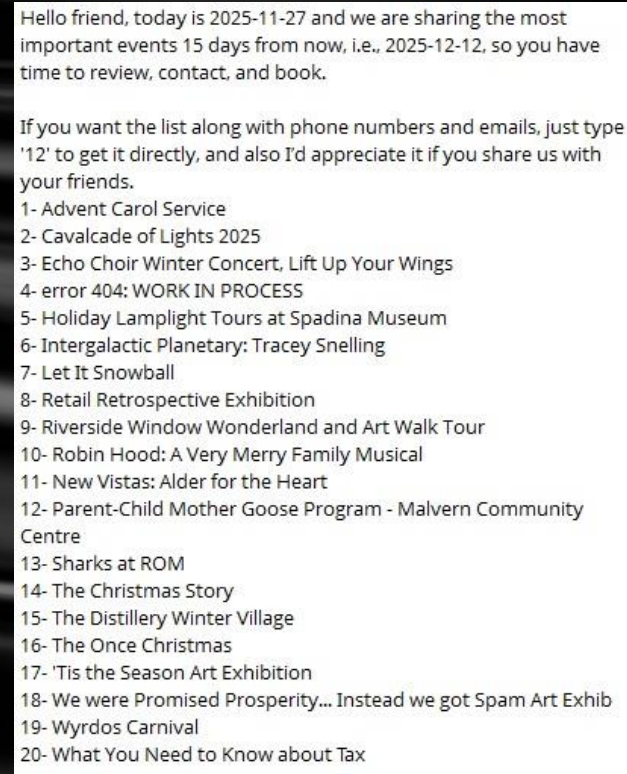 Hello friend, today is 2025-11-27 and we are sharing the most
important events 15 days from now, i.e., 2025-12-12, so you have
time to review, contact, and book.
If you want the list along with phone numbers and emails, just type
'12' to get it directly, and also I'd appreciate it if you share us with
your friends.
1- Advent Carol Service
2- Cavalcade of Lights 2025
3- Echo Choir Winter Concert, Lift Up Your Wings
4- error 404: WORK IN PROCESS
5- Holiday Lamplight Tours at Spadina Museum
6- Intergalactic Planetary: Tracey Snelling
7- Let It Snowball
8- Retail Retrospective Exhibition
9- Riverside Window Wonderland and Art Walk Tour
10- Robin Hood: A Very Merry Family Musical
11- New Vistas: Alder for the Heart
12- Parent-Child Mother Goose Program - Malvern Community
Centre
13- Sharks at ROM
14- The Christmas Story
15- The Distillery Winter Village
16- The Once Christmas
17- 'Tis the Season Art Exhibition
18- We were Promised Prosperity... Instead we got Spam Art Exhib
19- Wyrdos Carnival
20- What You Need to Know about Tax